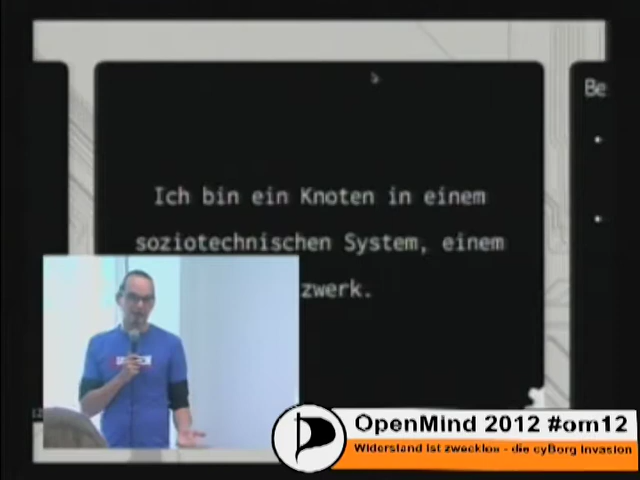 Be
Ich bin ein Knoten in einem
soziotechnischen System, einem
zwerk.
OpenMind 2012 #om12
Widerstand ist zwecklos - die cyBorg Invasion